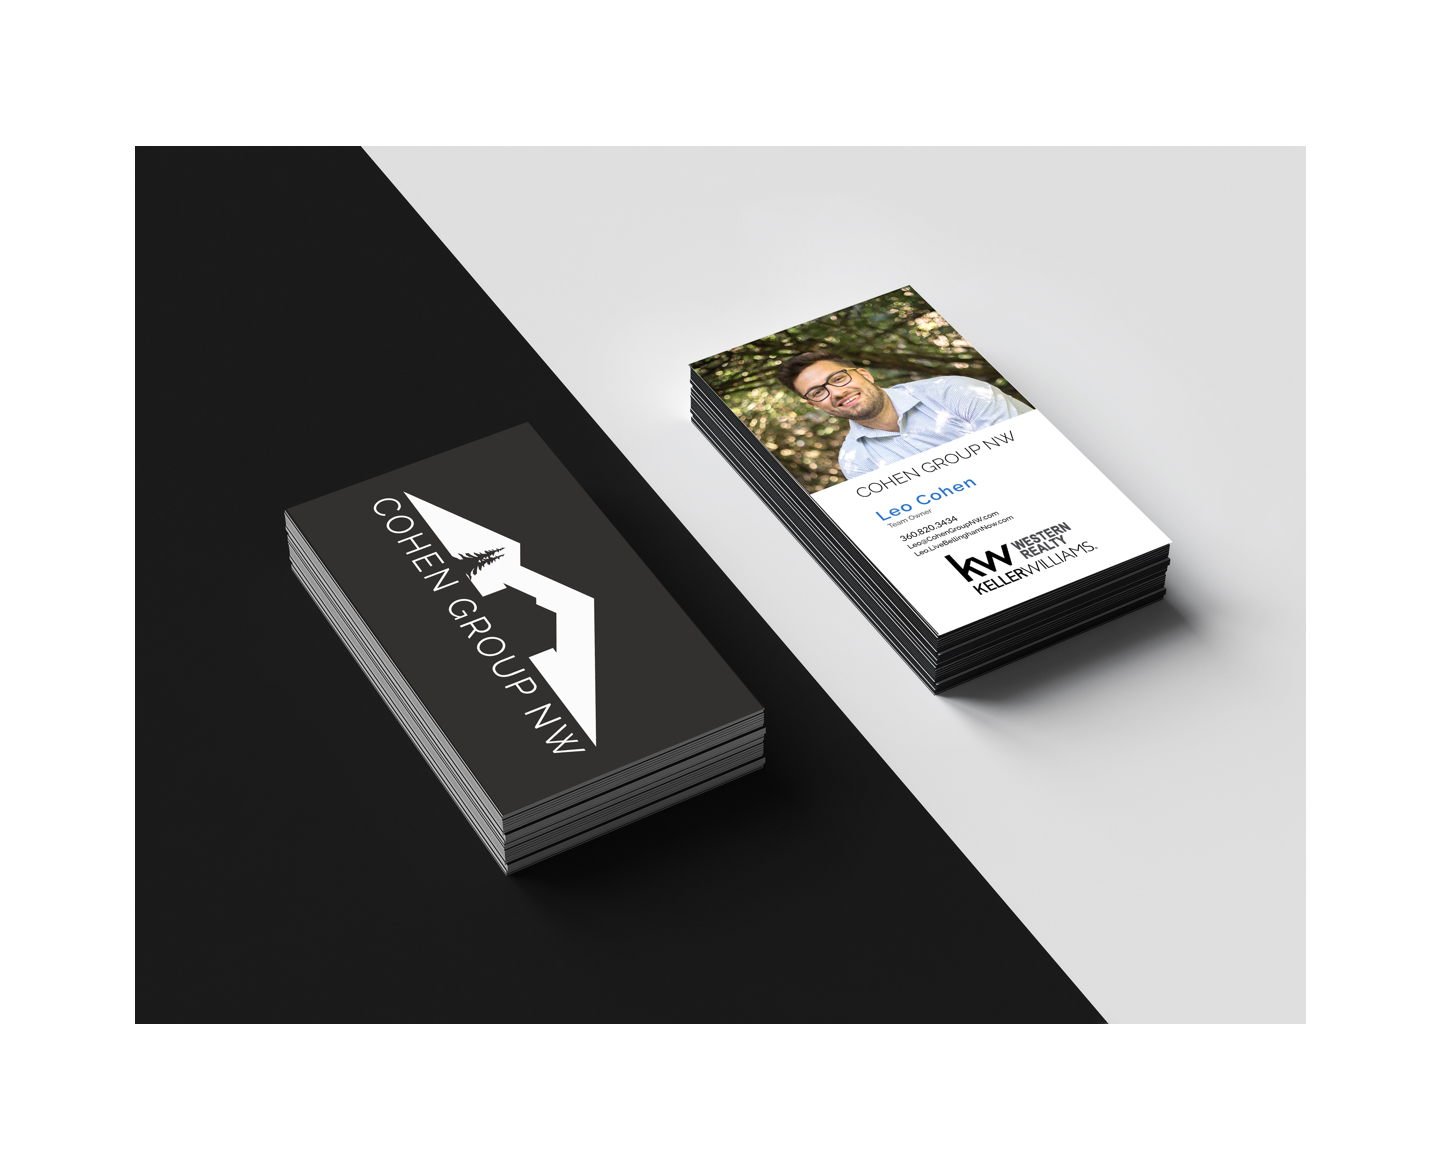 COHEN GROUP NW
COHEN GROUP NW
Leo Cohen
Team Owner
360.820.3434
Leo@CohenGroupNW.com
Leo.LiveBellinghamNow.com
kw WESTERN
REALTY
KELLERWILLIAMS.